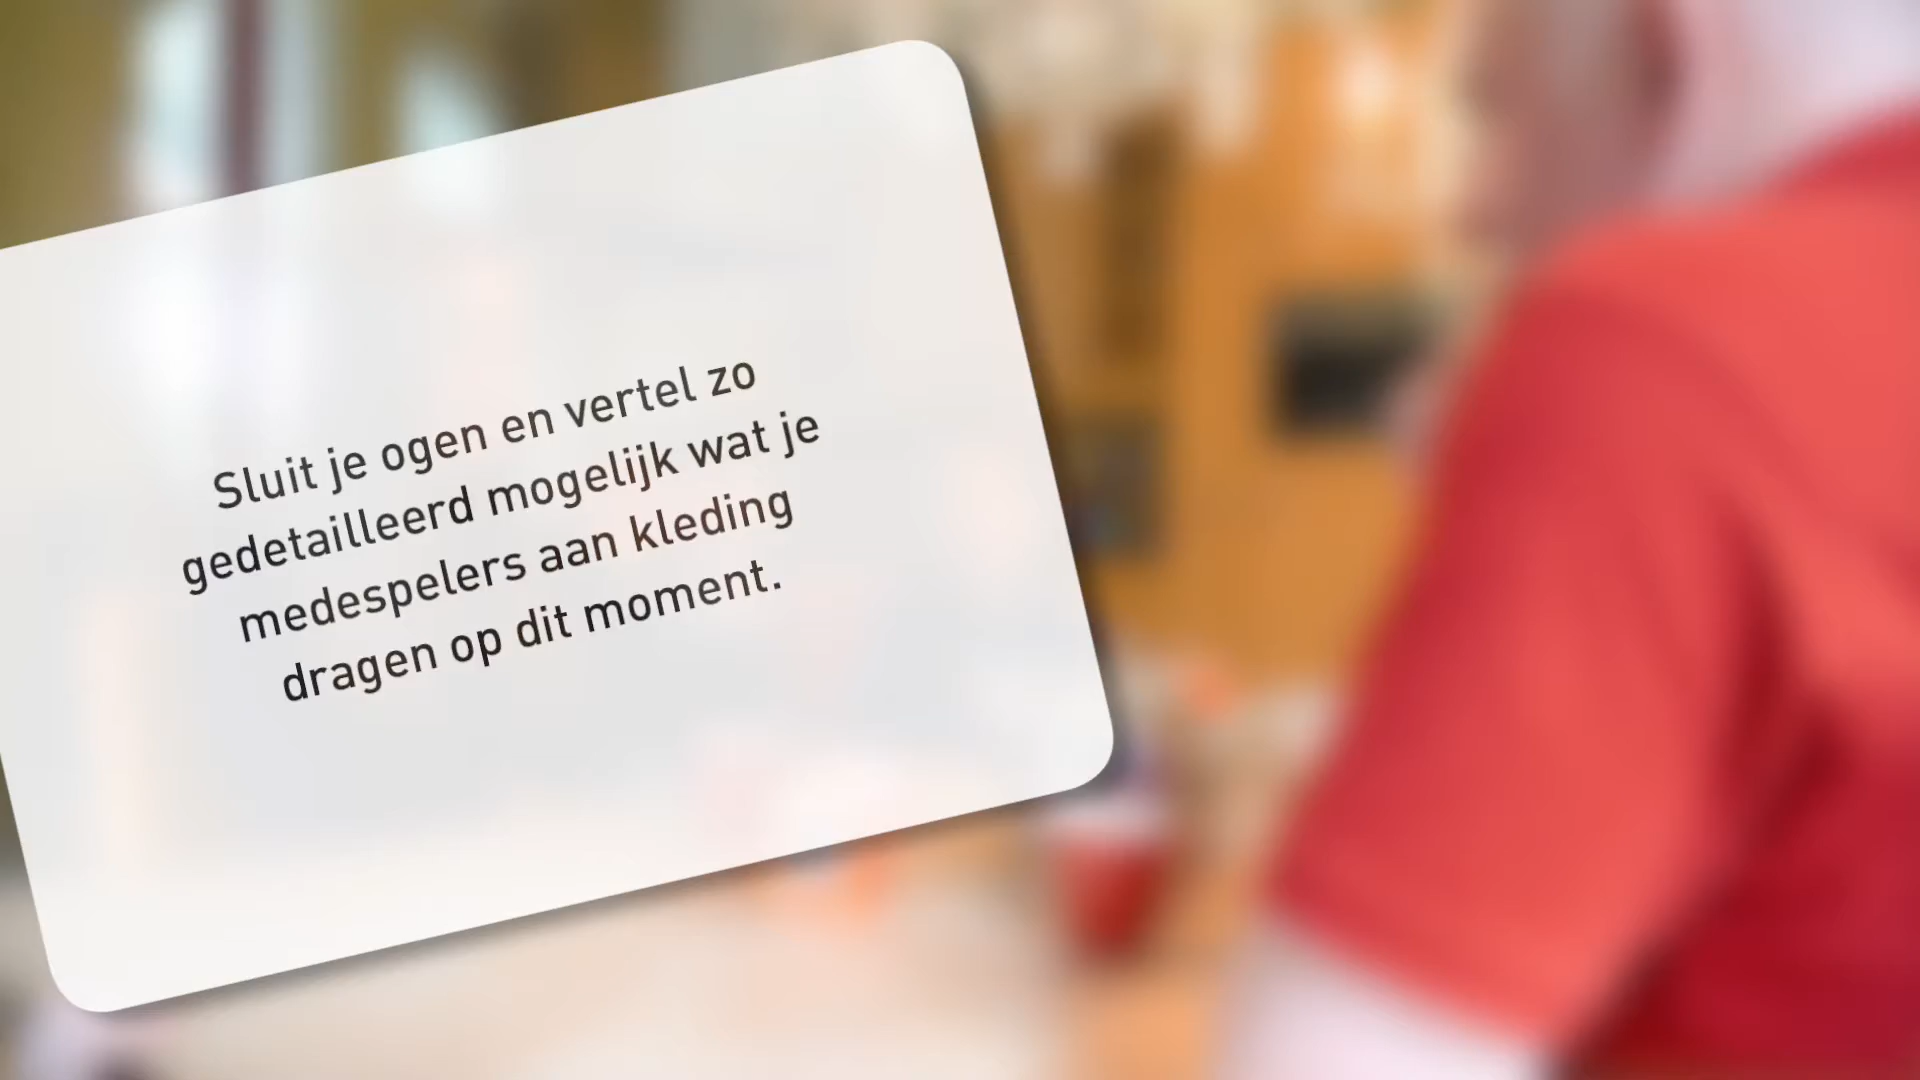 Sluit je ogen en vertel zo
gedetailleerd mogelijk wat je
medespelers aan kleding
dragen op dit moment.